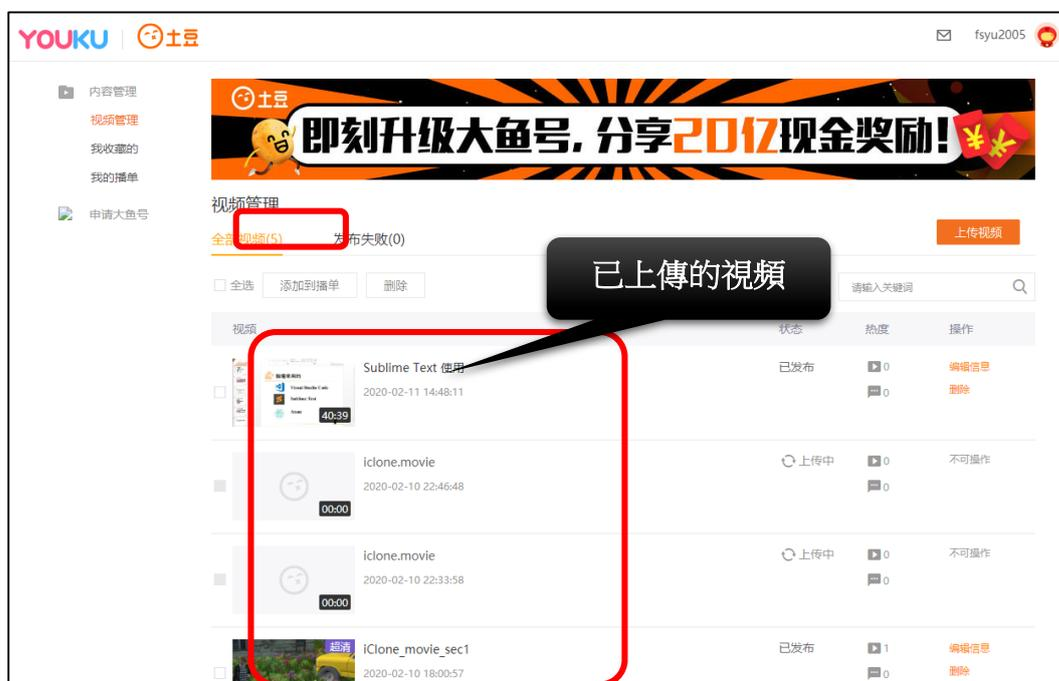 YOUKU 土豆
fsyu2005
内容管理
视频管理
我收藏的
我的播单
申请大鱼号
土豆
即刻升级大鱼号，分享20亿现金奖励！
视频管理
全部视频(5) 发布失败(0)
上传视频
已上傳的視頻
全选 添加到播单 删除
请输入关键词
视频 状态 热度 操作
Sublime Text 使用 已发布 0 编辑信息
2020-02-11 14:48:11 0 删除
Visual Studio Code
Sublime Text
Atom
40:39
iclone.movie 上传中 0 不可操作
2020-02-10 22:46:48 0
00:00
iclone.movie 上传中 0 不可操作
2020-02-10 22:33:58 0
00:00
超清 iClone_movie_sec1 已发布 1 编辑信息
2020-02-10 18:00:57 0 删除